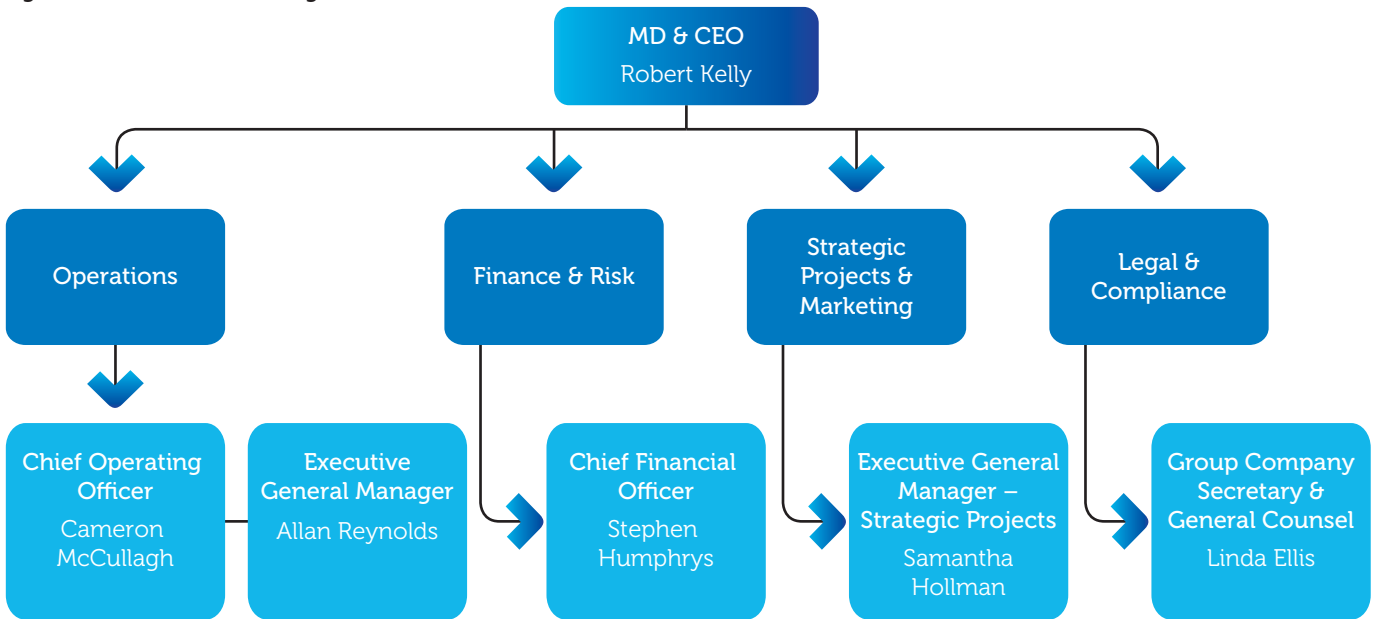 MD & CEO
Robert Kelly
Operations
Finance & Risk
Strategic
Projects &
Marketing
Legal &
Compliance
Chief Operating
Officer
Cameron
McCullagh
Executive
General Manager
Allan Reynolds
Chief Financial
Officer
Stephen
Humphrys
Executive General
Manager –
Strategic Projects
Samantha
Hollman
Group Company
Secretary &
General Counsel
Linda Ellis